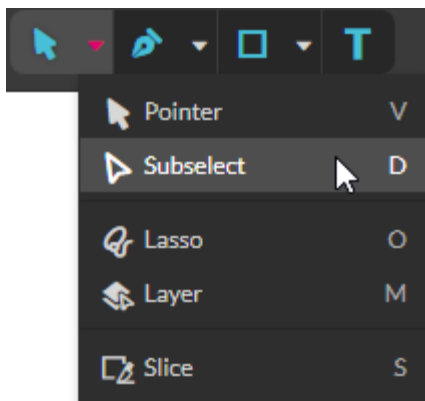 T
Pointer V
Subselect D
Lasso O
Layer M
Slice S